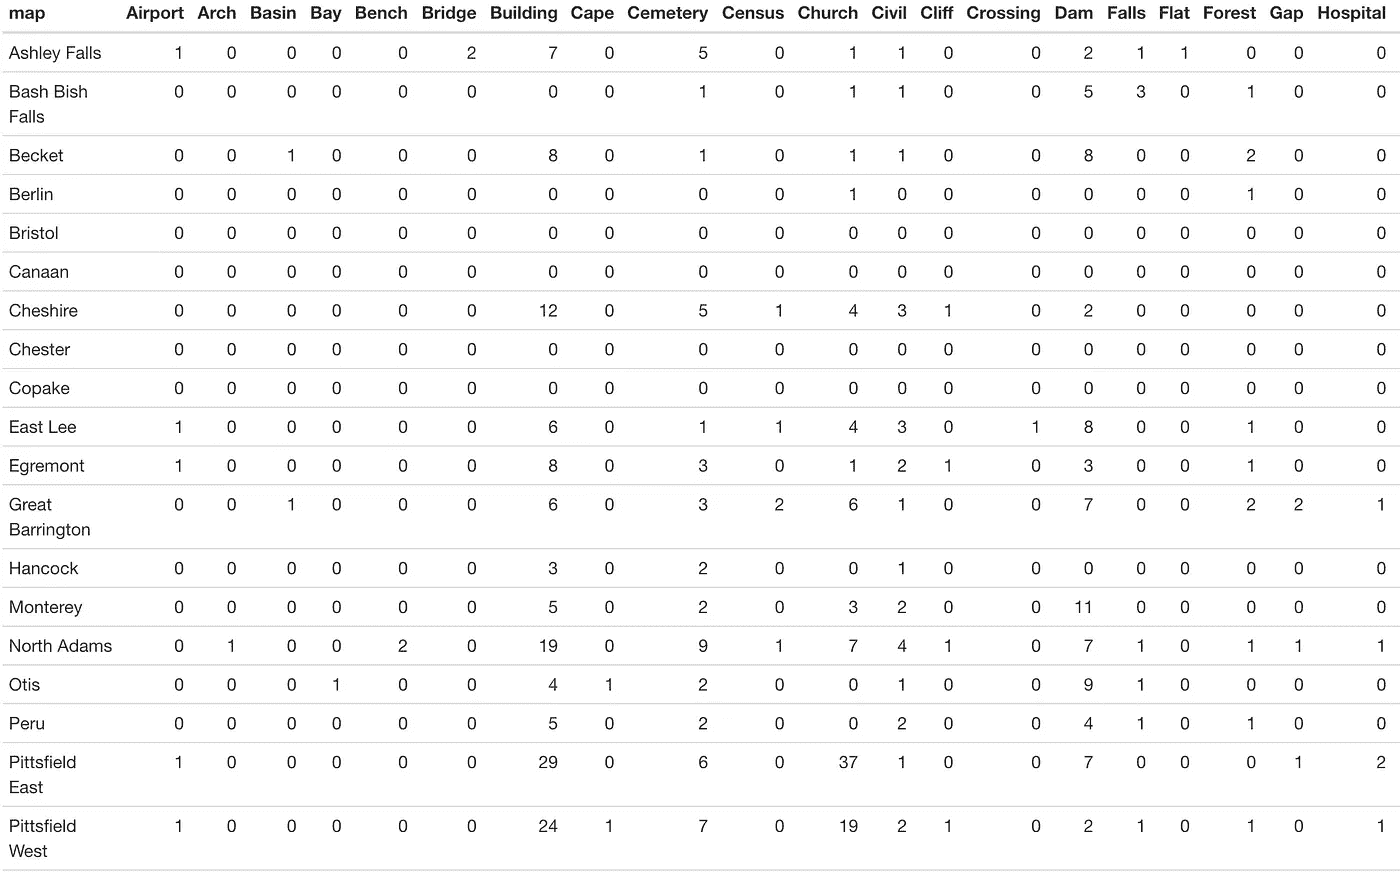 map Airport Arch Basin Bay Bench Bridge Building Cape Cemetery Census Church Civil Cliff Crossing Dam Falls Flat Forest Gap Hospital
Ashley Falls 1 0 0 0 0 2 7 0 5 0 1 1 0 0 2 1 1 0 0 0
Bash Bish 0 0 0 0 0 0 0 0 1 0 1 1 0 0 5 3 0 1 0 0
Falls
Becket 0 0 1 0 0 0 8 0 1 0 1 1 0 0 8 0 0 2 0 0
Berlin 0 0 0 0 0 0 0 0 0 0 1 0 0 0 0 0 0 1 0 0
Bristol 0 0 0 0 0 0 0 0 0 0 0 0 0 0 0 0 0 0 0 0
Canaan 0 0 0 0 0 0 0 0 0 0 0 0 0 0 0 0 0 0 0 0
Cheshire 0 0 0 0 0 0 12 0 5 1 4 3 1 0 2 0 0 0 0 0
Chester 0 0 0 0 0 0 0 0 0 0 0 0 0 0 0 0 0 0 0 0
Copake 0 0 0 0 0 0 0 0 0 0 0 0 0 0 0 0 0 0 0 0
East Lee 1 0 0 0 0 0 6 0 1 1 4 3 0 1 8 0 0 1 0 0
Egremont 1 0 0 0 0 0 8 0 3 0 1 2 1 0 3 0 0 1 0 0
Great 0 0 1 0 0 0 6 0 3 2 6 1 0 0 7 0 0 2 2 1
Barrington
Hancock 0 0 0 0 0 0 3 0 2 0 0 1 0 0 0 0 0 0 0 0
Monterey 0 0 0 0 0 0 5 0 2 0 3 2 0 0 11 0 0 0 0 0
North Adams 0 1 0 0 2 0 19 0 9 1 7 4 1 0 7 1 0 1 1 1
Otis 0 0 0 1 0 0 4 1 2 0 0 1 0 0 9 1 0 0 0 0
Peru 0 0 0 0 0 0 5 0 2 0 0 2 0 0 4 1 0 1 0 0
Pittsfield 1 0 0 0 0 0 29 0 6 0 37 1 0 0 7 0 0 0 1 2
East
Pittsfield 1 0 0 0 0 0 24 1 7 0 19 2 1 0 2 1 0 1 0 1
West